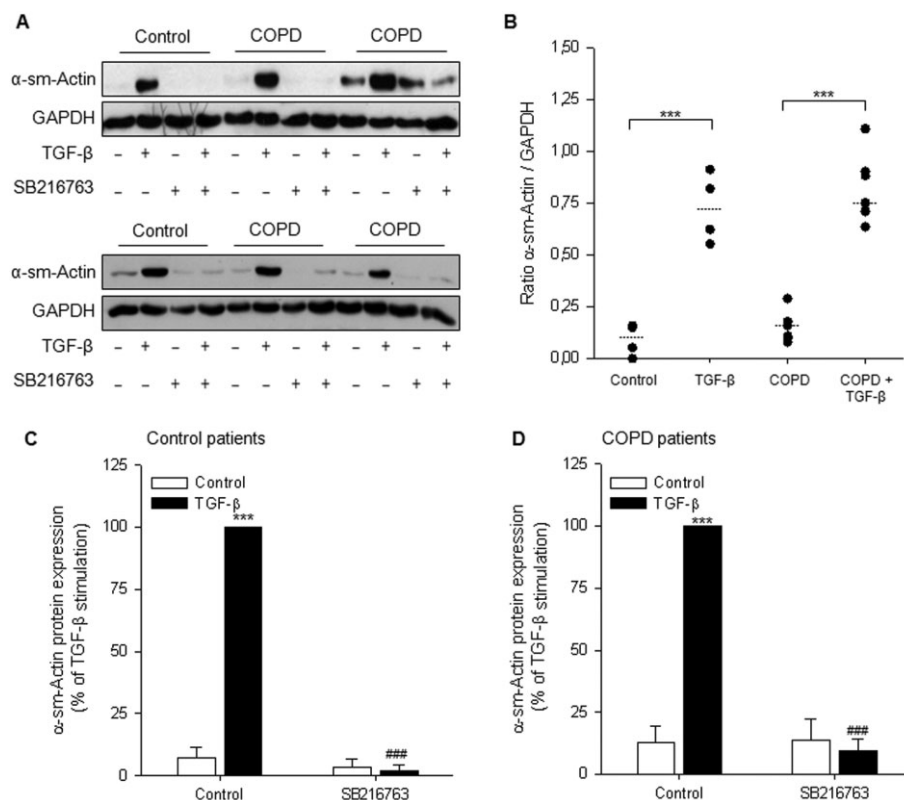 A
Control COPD COPD
α-sm-Actin
GAPDH
TGF-β – + – + – + – + – + – +
SB216763 – – + + – – + + – – + +
Control COPD COPD
α-sm-Actin
GAPDH
TGF-β – + – + – + – + – + – +
SB216763 – – + + – – + + – – + +
B
Ratio α-sm-Actin / GAPDH
1,50
1,25
1,00
0,75
0,50
0,25
0,00
***
***
Control TGF-β COPD COPD +
TGF-β
C Control patients
α-sm-Actin protein expression
(% of TGF-β stimulation)
125
100
75
50
25
0
Control
TGF-β
***
###
Control SB216763
D COPD patients
α-sm-Actin protein expression
(% of TGF-β stimulation)
125
100
75
50
25
0
Control
TGF-β
***
###
Control SB216763